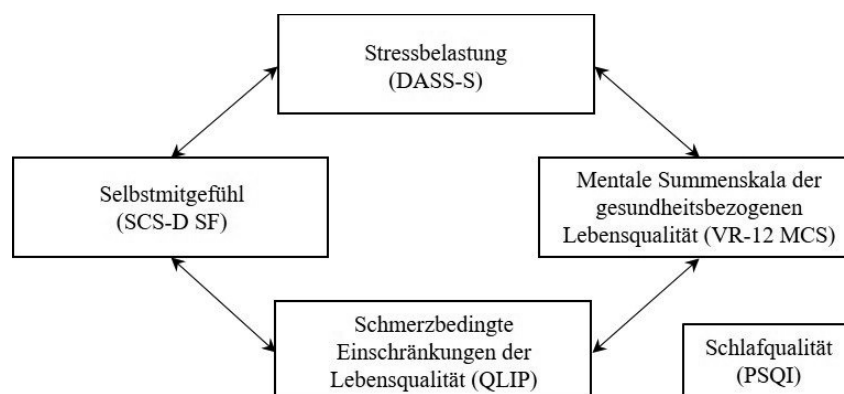 Stressbelastung
(DASS-S)
Selbstmitgefühl
(SCS-D SF)
Mentale Summenskala der
gesundheitsbezogenen
Lebensqualität (VR-12 MCS)
Schmerzbedingte
Einschränkungen der
Lebensqualität (QLIP)
Schlafqualität
(PSQI)